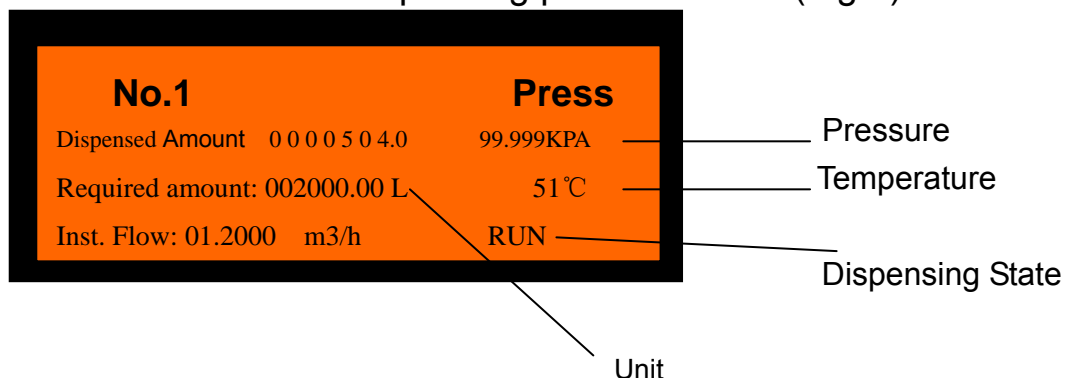 No.1 Press
Dispensed Amount 0 0 0 0 5 0 4.0 99.999KPA
Required amount: 002000.00 L 51℃
Inst. Flow: 01.2000 m3/h RUN
Pressure
Temperature
Dispensing State
Unit